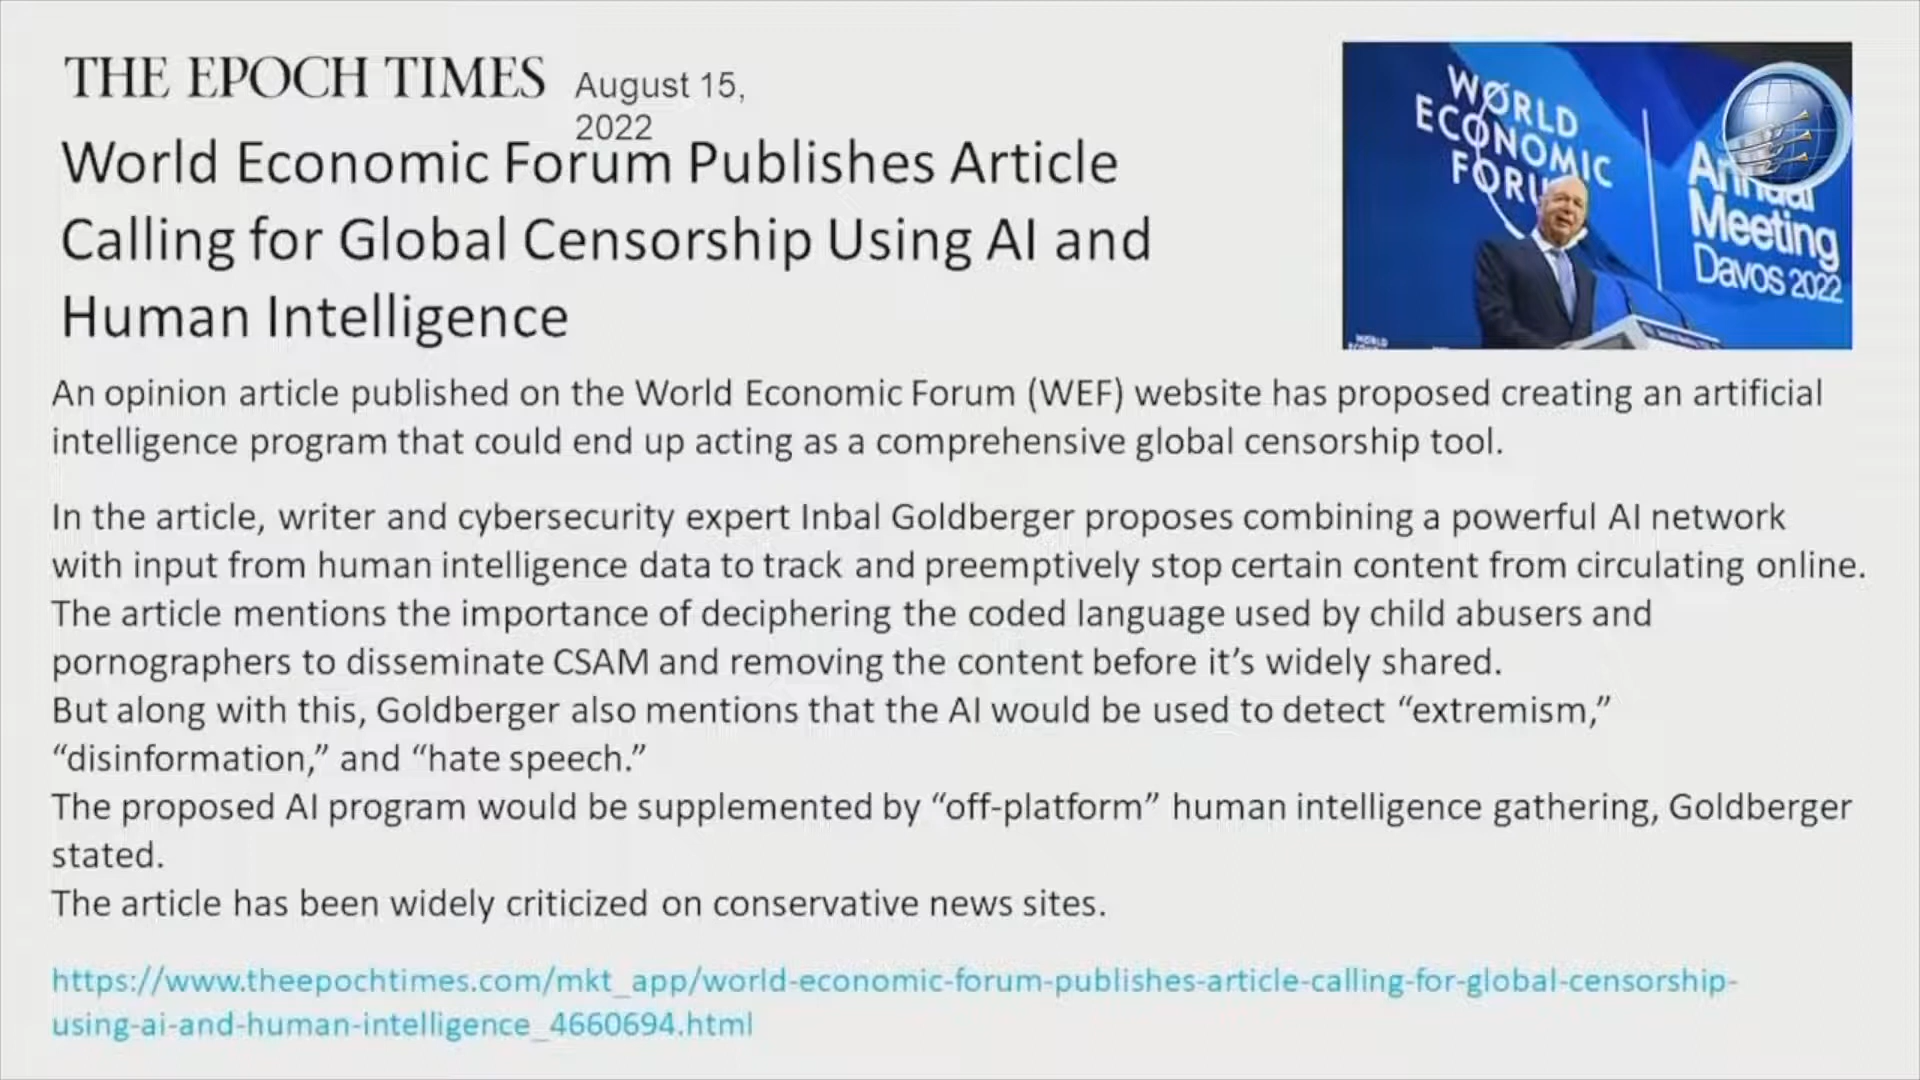 THE EPOCH TIMES August 15,
2022
World Economic Forum Publishes Article
Calling for Global Censorship Using AI and
Human Intelligence
WORLD
ECONOMIC
FORUM
Annual
Meeting
Davos 2022
An opinion article published on the World Economic Forum (WEF) website has proposed creating an artificial
intelligence program that could end up acting as a comprehensive global censorship tool.
In the article, writer and cybersecurity expert Inbal Goldberger proposes combining a powerful AI network
with input from human intelligence data to track and preemptively stop certain content from circulating online.
The article mentions the importance of deciphering the coded language used by child abusers and
pornographers to disseminate CSAM and removing the content before it’s widely shared.
But along with this, Goldberger also mentions that the AI would be used to detect “extremism,”
“disinformation,” and “hate speech.”
The proposed AI program would be supplemented by “off-platform” human intelligence gathering, Goldberger
stated.
The article has been widely criticized on conservative news sites.
https://www.theepochtimes.com/mkt_app/world-economic-forum-publishes-article-calling-for-global-censorship-
using-ai-and-human-intelligence_4660694.html